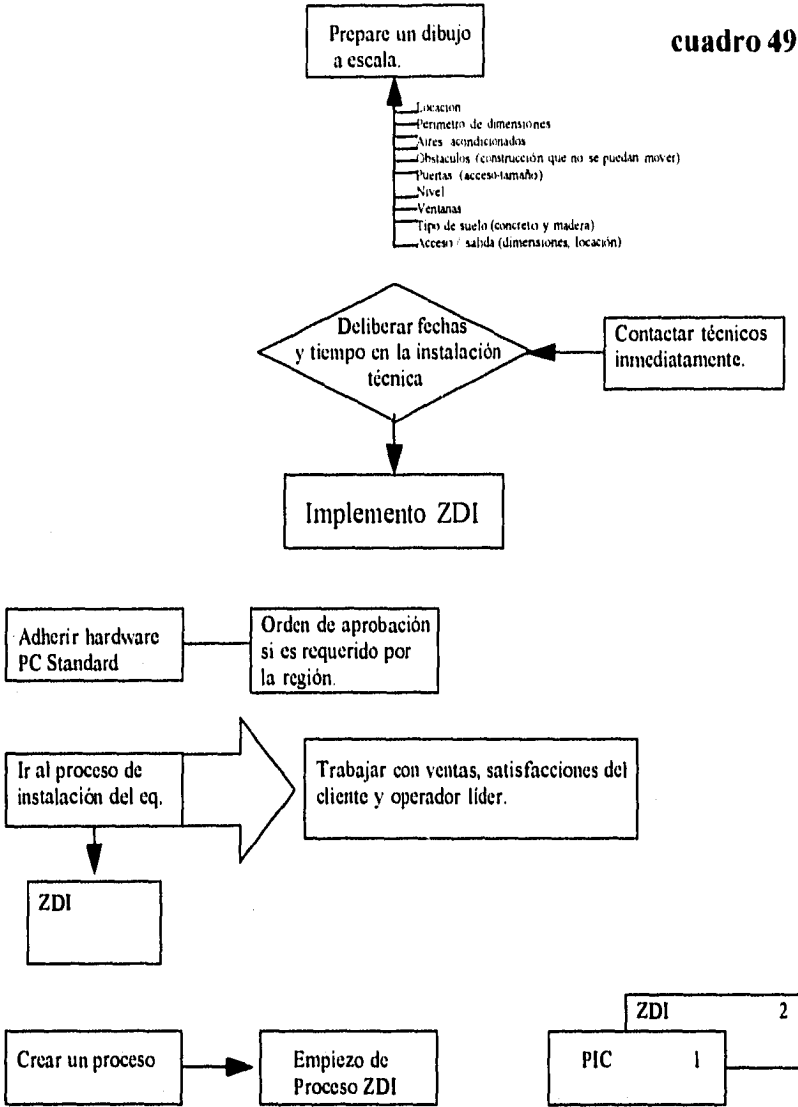 cuadro 49
Prepare un dibujo
a escala.
Locacion
Perimetro de dimensiones
Aires acondicionados
Obstaculos (construcción que no se puedan mover)
Puertas (acceso-tamaño)
Nivel
Ventanas
Tipo de suelo (concreto y madera)
Acceso / salida (dimensiones, locación)
Deliberar fechas
y tiempo en la instalación
técnica
Contactar técnicos
inmediatamente.
Implemento ZDI
Adherir hardware
PC Standard
Orden de aprobación
si es requerido por
la región.
Ir al proceso de
instalación del eq.
Trabajar con ventas, satisfacciones del
cliente y operador líder.
ZDI
ZDI 2
Crear un proceso
Empiezo de
Proceso ZDI
PIC 1